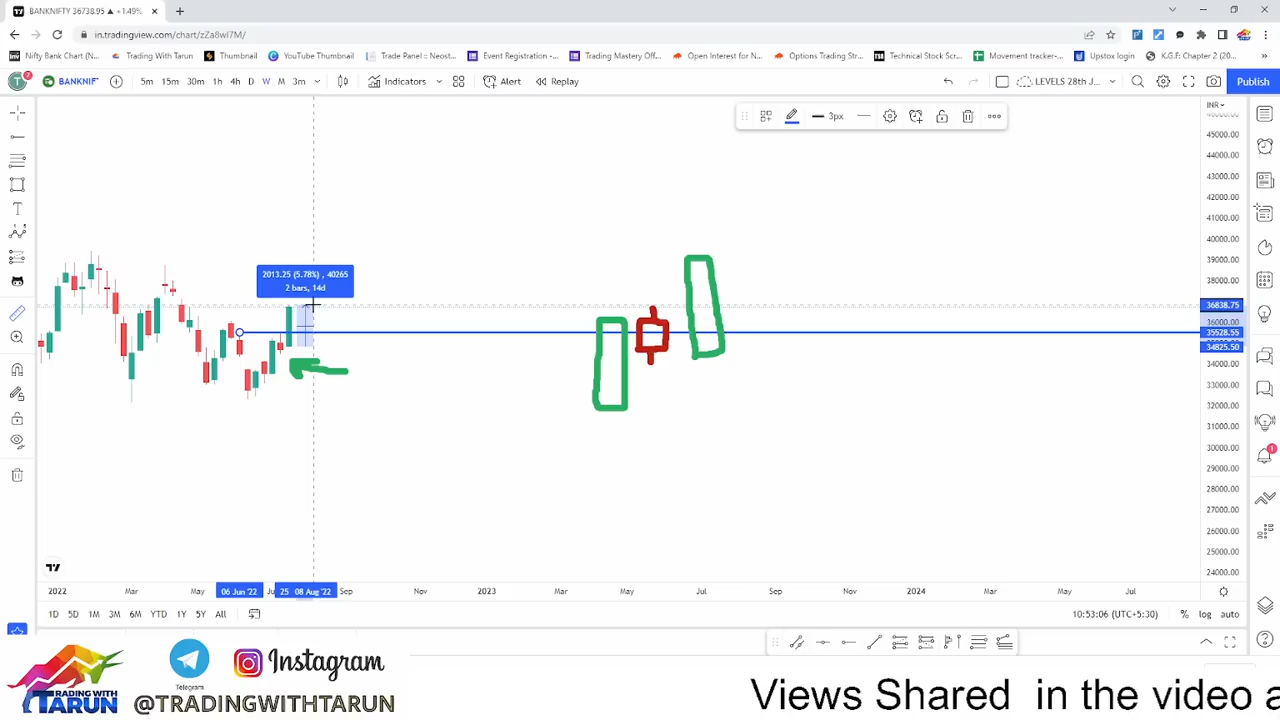 BANKNIFTY 36738.95 ▲ +1.49%
in.tradingview.com/chart/zZa8wI7M/
Nifty Bank Chart (N... Trading With Tarun Thumbnail YouTube Thumbnail Trade Panel :: Neost... Event Registration -... Trading Mastery Off... Open Interest for N... Options Trading: Str... Technical Stock Scr... Movement tracker-... Upstox login K.G.F: Chapter 2 (20...
BANKNIF 5m 15m 30m 1h 4h D W M 3m Indicators Alert Replay LEVELS 28th J... Publish
3px
INR
46000.00
45000.00
44000.00
43000.00
42000.00
41000.00
40000.00
39000.00
38000.00
2013.25 (5.78%) , 40265
2 bars, 14d
36838.75
36000.00
35528.55
34825.50
34000.00
33000.00
32000.00
31000.00
30000.00
29000.00
28000.00
27000.00
26000.00
25000.00
24000.00
2022 Mar May 06 Jun '22 25 08 Aug '22 Sep Nov 2023 Mar May Jul Sep Nov 2024 Mar May Jul
1D 5D 1M 3M 6M YTD 1Y 5Y All 10:53:06 (UTC+5:30) % log auto
TRADING WITH
TARUN
Telegram
Instagram
@TRADINGWITHTARUN
Views Shared in the video a